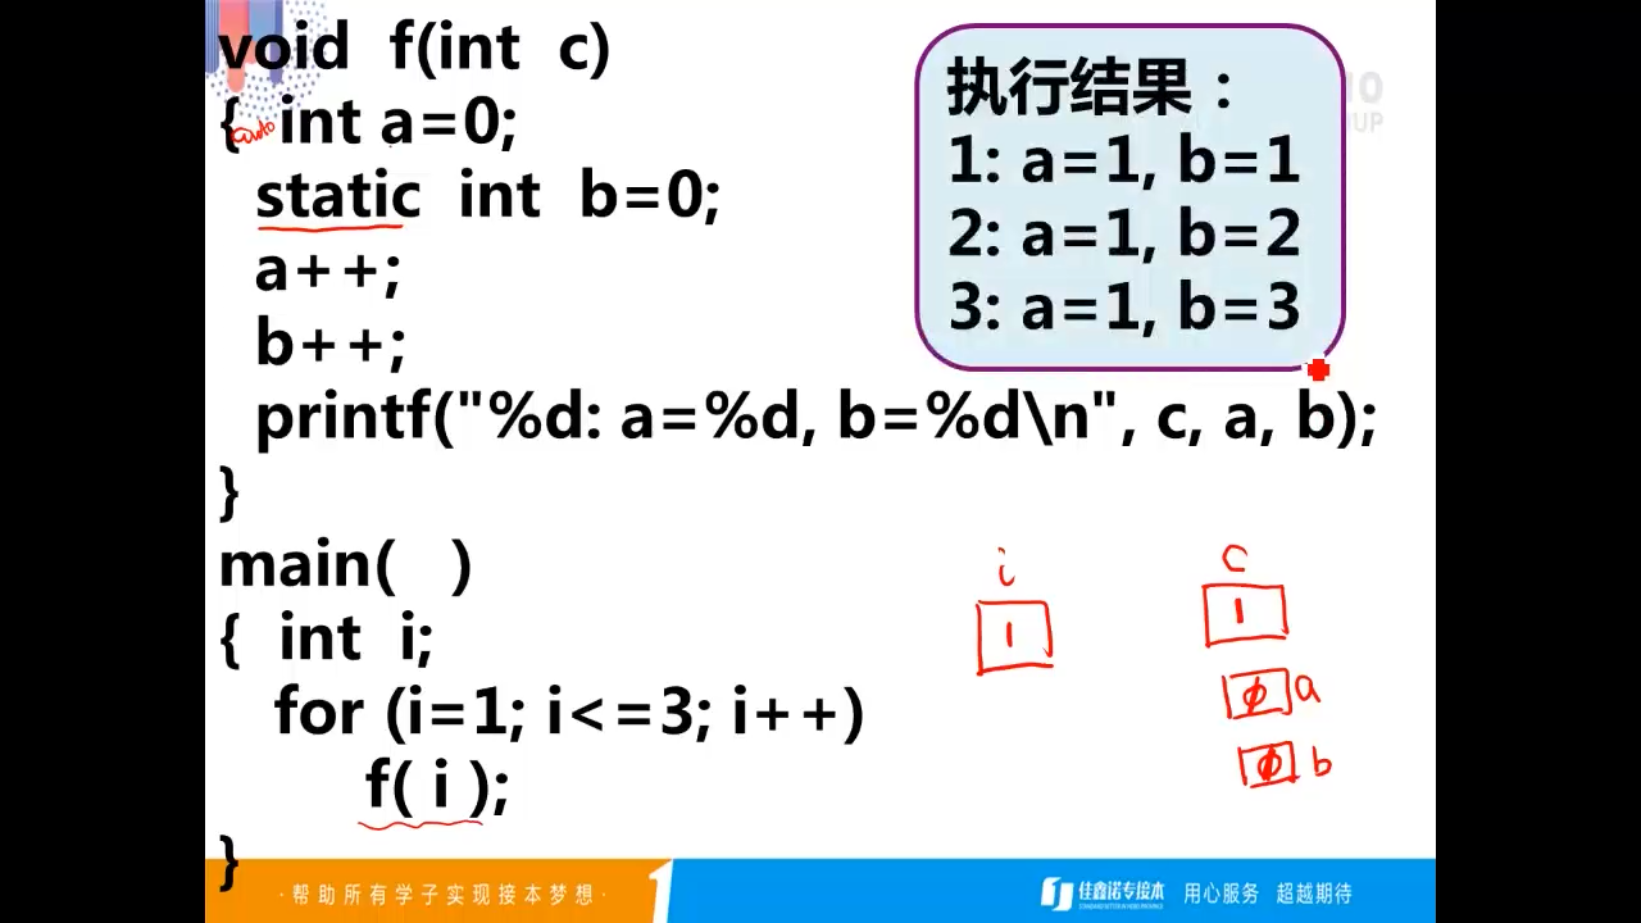 void f(int c)
{ auto int a=0;
static int b=0;
a++;
b++;
printf("%d: a=%d, b=%d\n", c, a, b);
}
main( )
{ int i;
for (i=1; i<=3; i++)
f( i );
}
执行结果：
1: a=1, b=1
2: a=1, b=2
3: a=1, b=3
i
1
c
1
a
b
·帮助所有学子实现接本梦想·
佳鑫诺专接本
用心服务 超越期待